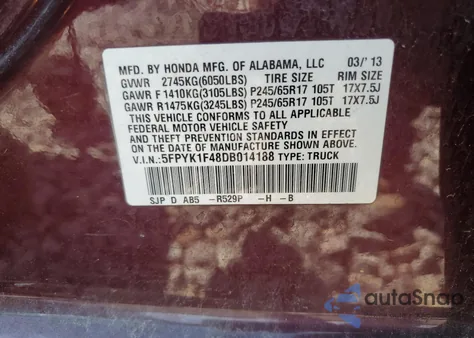 MFD. BY HONDA MFG. OF ALABAMA, LLC 03/'13
GVWR 2745KG(6050LBS) TIRE SIZE RIM SIZE
GAWR F 1410KG(3105LBS) P245/65R17 105T 17X7.5J
GAWR R1475KG(3245LBS) P245/65R17 105T 17X7.5J
THIS VEHICLE CONFORMS TO ALL APPLICABLE
FEDERAL MOTOR VEHICLE SAFETY
AND THEFT PREVENTION STANDARDS IN EFFECT
ON THE DATE OF MANUFACTURE SHOWN ABOVE.
V.I.N.: 5FPYK1F48DB014188 TYPE: TRUCK
SJP D AB5 -R529P -H -B
autoSnap